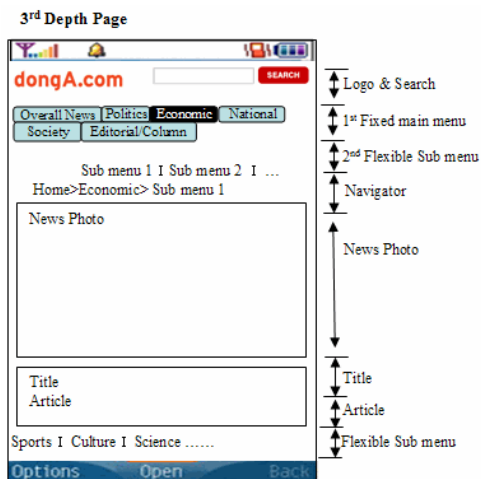 3rd Depth Page
dongA.com SEARCH
Logo & Search
Overall News Politics Economic National
1st Fixed main menu
Society Editorial/Column
2nd Flexible Sub menu
Sub menu 1 I Sub menu 2 I ...
Home>Economic> Sub menu 1
Navigator
News Photo
News Photo
Title
Title
Article
Article
Sports I Culture I Science ......
Flexible Sub menu
Options Open Back